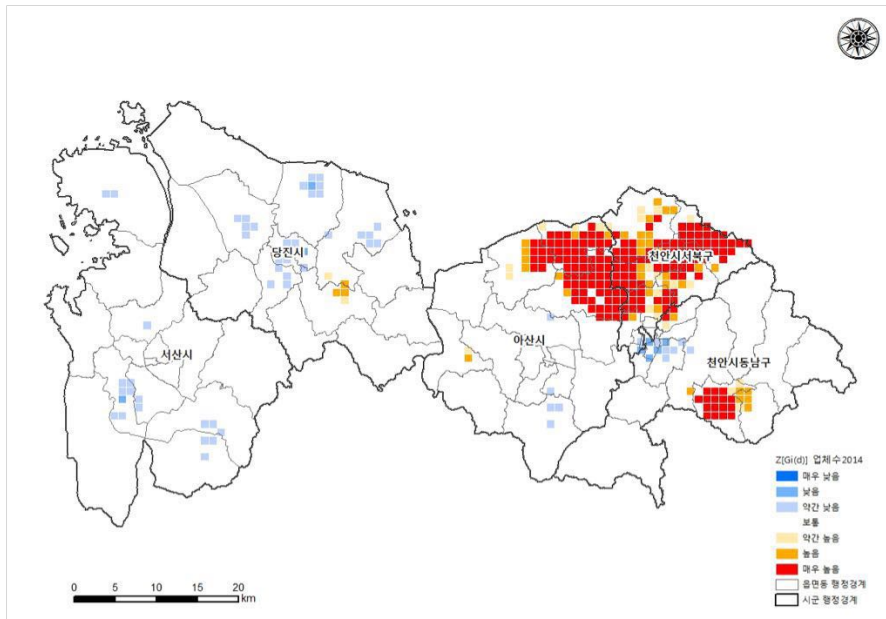 당진시
천안시서북구
서산시
아산시
천안시동남구
Z[Gi(d)] 업체수2014
매우 낮음
낮음
약간 낮음
보통
약간 높음
높음
매우 높음
읍면동 행정경계
시군 행정경계
0 5 10 15 20
km